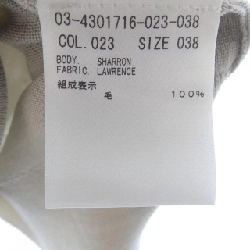 03-4301716-023-038
COL. 023 SIZE 038
BODY. SHARRON
FABRIC. LAWRENCE
組成表示
毛 100%